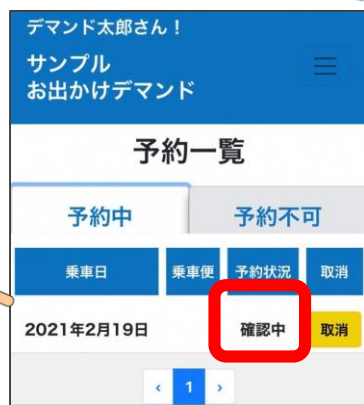 デマンド太郎さん！
サンプル
お出かけデマンド
予約一覧
予約中 予約不可
乗車日 乗車便 予約状況 取消
2021年2月19日 確認中 取消
‹ 1 ›